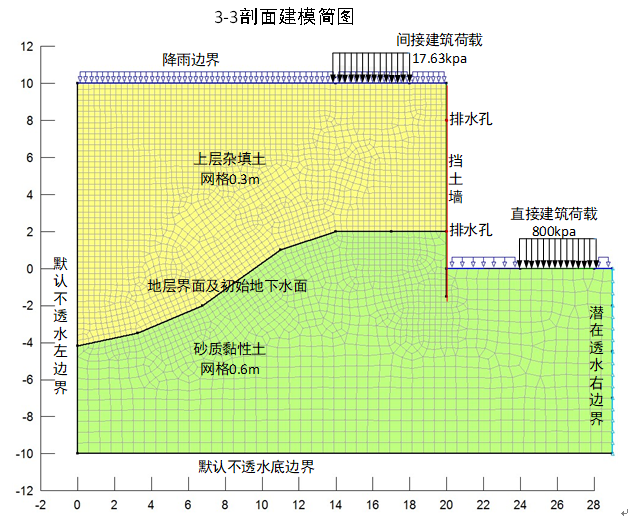 3-3剖面建模简图
间接建筑荷载
17.63kpa
降雨边界
12
10
8
6
4
2
0
-2
-4
-6
-8
-10
-12
排水孔
挡土墙
上层杂填土
网格0.3m
排水孔
直接建筑荷载
800kpa
默认不透水左边界
地层界面及初始地下水面
潜在透水右边界
砂质黏性土
网格0.6m
默认不透水底边界
-2 0 2 4 6 8 10 12 14 16 18 20 22 24 26 28